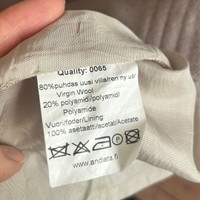 Quality: 0065
80%puhdas uusi villa/ren ny ull/
Virgin Wool
20% polyamidi/polyamid/
Polyamide
Vuori/foder/Lining
100% asetaatti/acetat/Acetate
www.andiata.fi